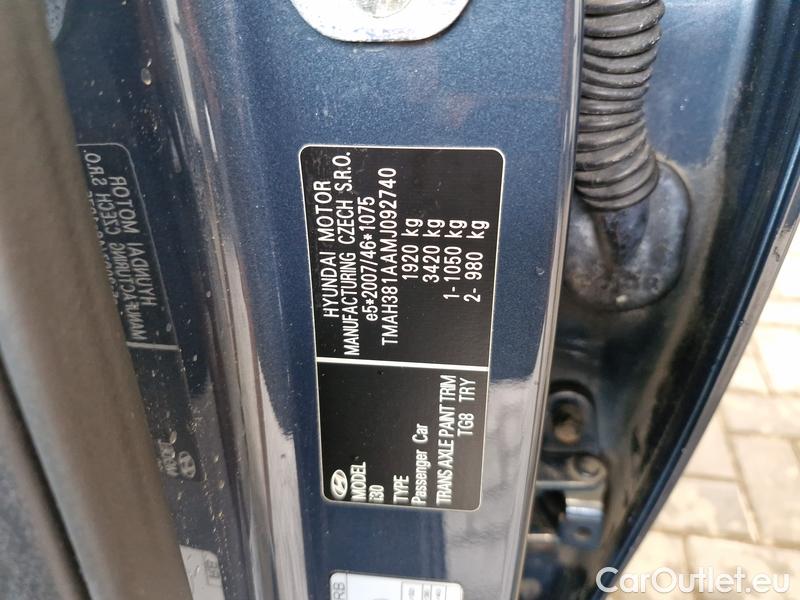 HYUNDAI MOTOR
MANUFACTURING CZECH S.R.O.
e5*2007/46*1075
TMAH381AAMJ092740
1920 kg
3420 kg
1- 1050 kg
2- 980 kg
MODEL
i30
TYPE
Passenger Car
TRANS AXLE PAINT TRIM
TG8 TRY
HYUNDAI MOTOR
MANUFACTURING CZECH S.R.O.
MODEL
CarOutlet.eu